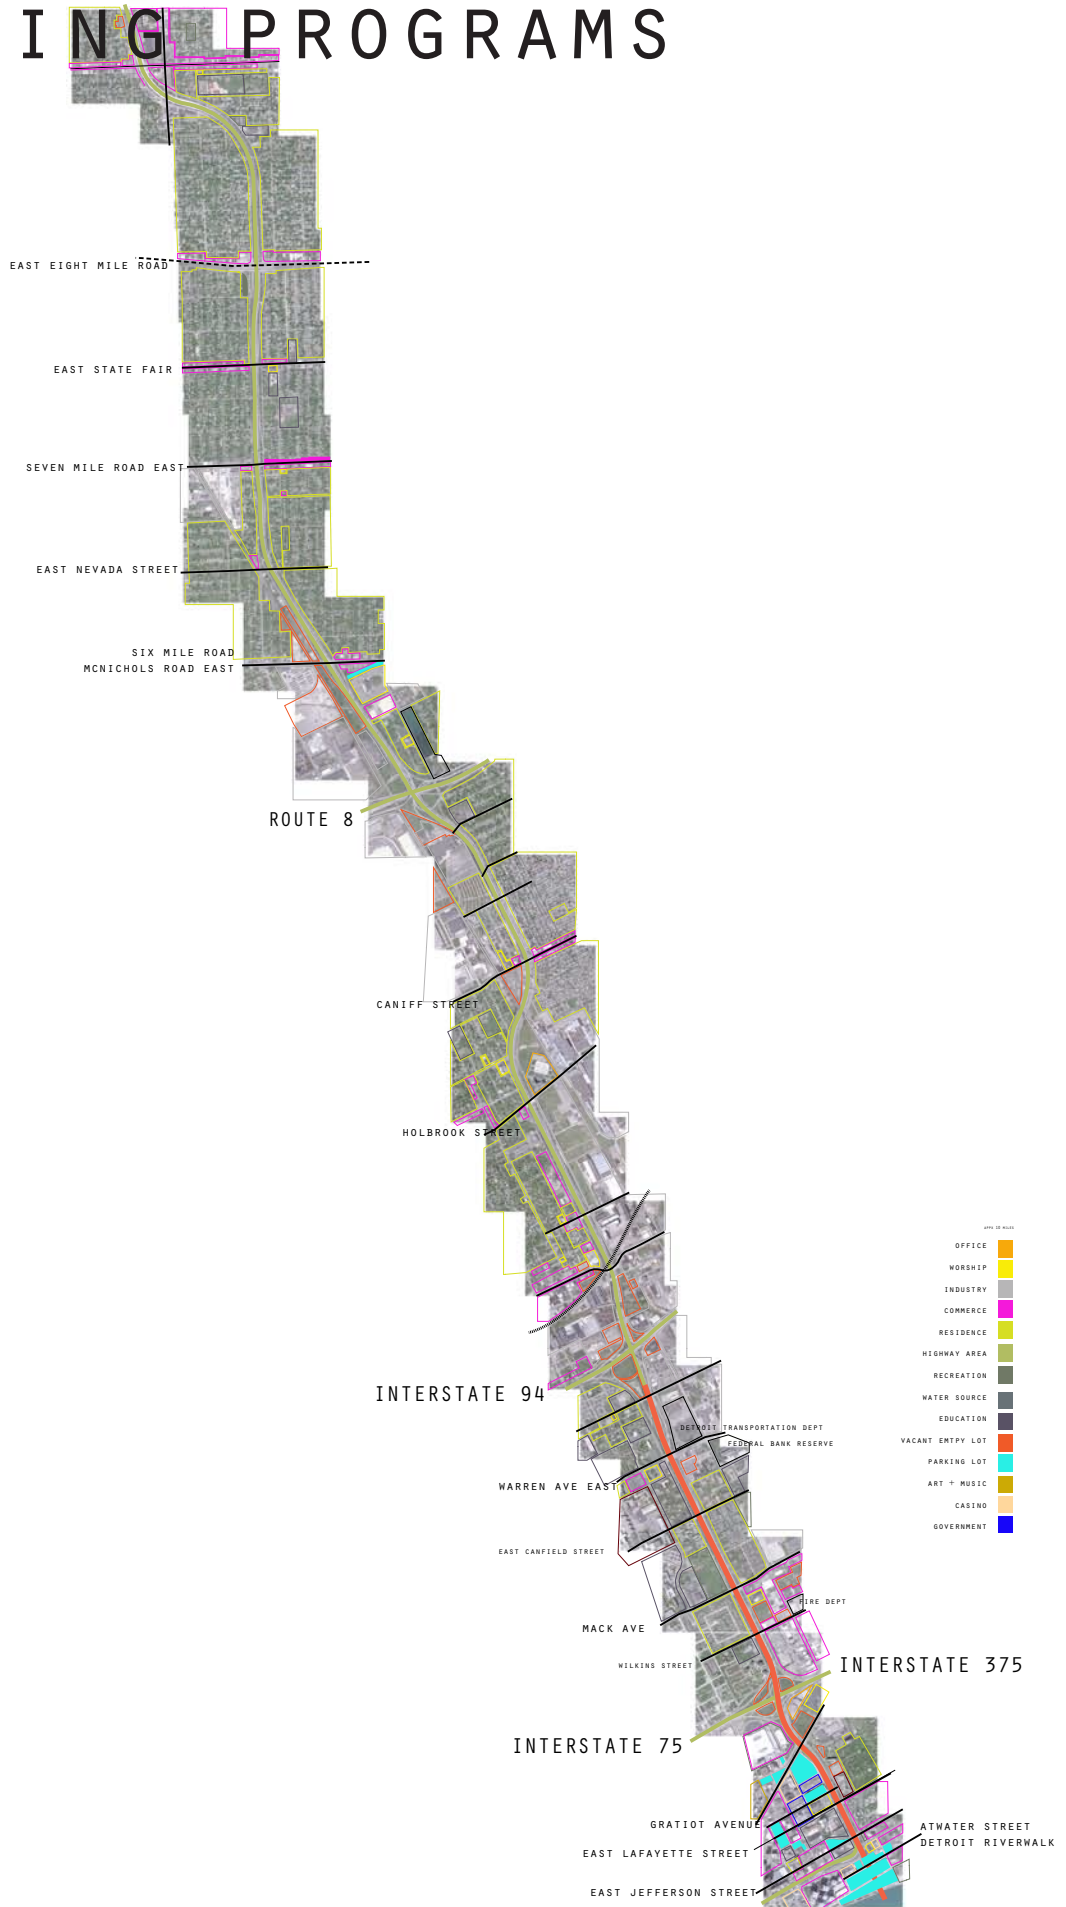 ING PROGRAMS
EAST EIGHT MILE ROAD
EAST STATE FAIR
SEVEN MILE ROAD EAST
EAST NEVADA STREET
SIX MILE ROAD
MCNICHOLS ROAD EAST
ROUTE 8
CANIFF STREET
HOLBROOK STREET
OFFICE
WORSHIP
INDUSTRY
COMMERCE
RESIDENCE
HIGHWAY AREA
RECREATION
WATER SOURCE
EDUCATION
VACANT EMTPY LOT
PARKING LOT
ART + MUSIC
CASINO
GOVERNMENT
INTERSTATE 94
DETROIT TRANSPORTATION DEPT
FEDERAL BANK RESERVE
WARREN AVE EAST
EAST CANFIELD STREET
FIRE DEPT
MACK AVE
WILKINS STREET
INTERSTATE 375
INTERSTATE 75
GRATIOT AVENUE
ATWATER STREET
DETROIT RIVERWALK
EAST LAFAYETTE STREET
EAST JEFFERSON STREET